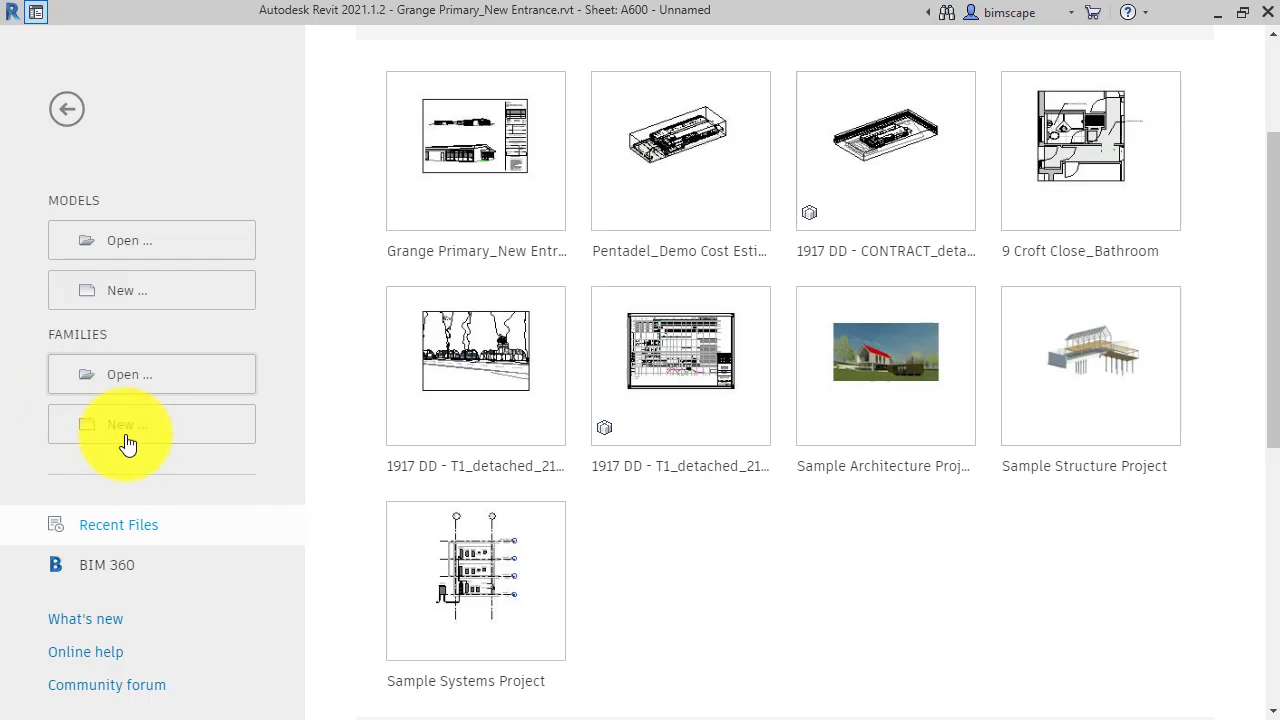 Autodesk Revit 2021.1.2 - Grange Primary_New Entrance.rvt - Sheet: A600 - Unnamed
bimscape
MODELS
Open ...
New ...
FAMILIES
Open ...
New ...
Recent Files
BIM 360
What's new
Online help
Community forum
Grange Primary_New Entr...
Pentadel_Demo Cost Esti...
1917 DD - CONTRACT_deta...
9 Croft Close_Bathroom
1917 DD - T1_detached_21...
1917 DD - T1_detached_21...
Sample Architecture Proj...
Sample Structure Project
Sample Systems Project